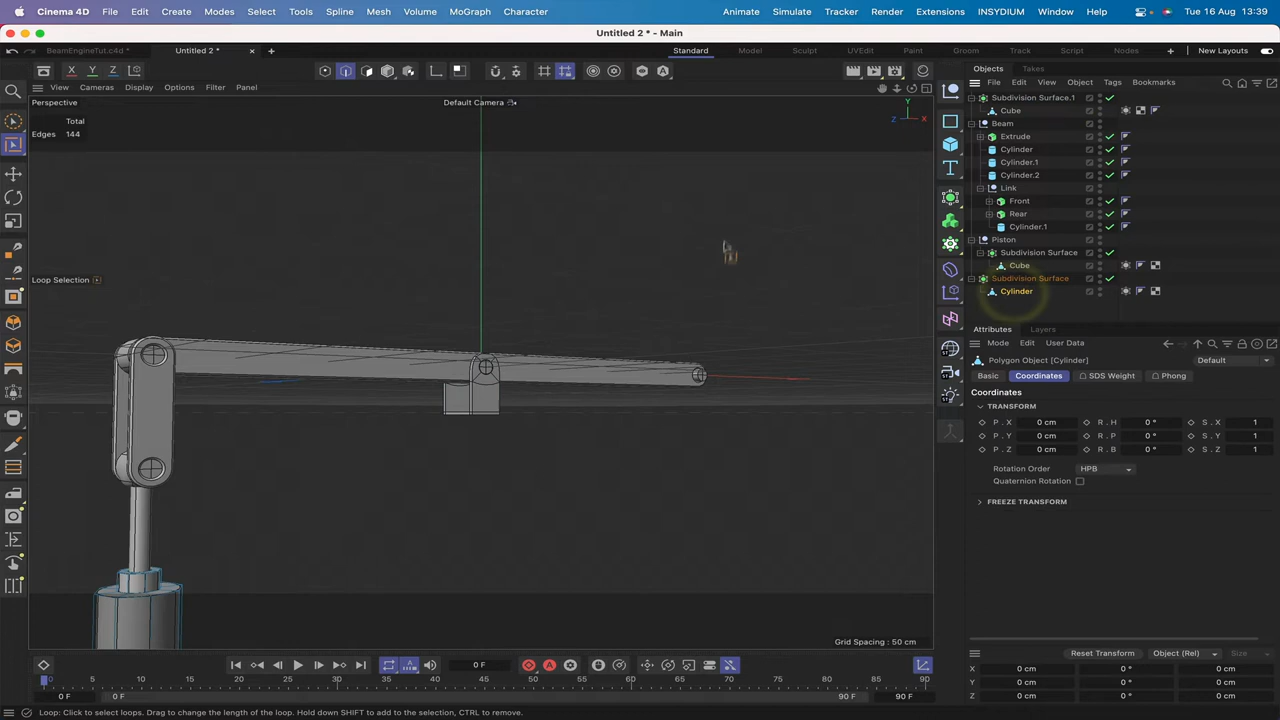 Cinema 4D File Edit Create Modes Select Tools Spline Mesh Volume MoGraph Character Animate Simulate Tracker Render Extensions INSYDIUM Window Help Tue 16 Aug 13:39
Untitled 2 * - Main
BeamEngineTut.c4d * Untitled 2 * Standard Model Sculpt UVEdit Paint Groom Track Script Nodes New Layouts
X Y Z
Objects Takes
File Edit View Object Tags Bookmarks
View Cameras Display Options Filter Panel
Perspective Default Camera
Total
Edges 144
Y
Z X
Loop Selection
Subdivision Surface.1
Cube
Beam
Extrude
Cylinder
Cylinder.1
Cylinder.2
Link
Front
Rear
Cylinder.1
Piston
Subdivision Surface
Cube
Subdivision Surface
Cylinder
Attributes Layers
Mode Edit User Data
Polygon Object [Cylinder] Default
Basic Coordinates SDS Weight Phong
Coordinates
TRANSFORM
P . X 0 cm R . H 0 ° S . X 1
P . Y 0 cm R . P 0 ° S . Y 1
P . Z 0 cm R . B 0 ° S . Z 1
Rotation Order HPB
Quaternion Rotation
FREEZE TRANSFORM
Grid Spacing : 50 cm
0 F
0 5 10 15 20 25 30 35 40 45 50 55 60 65 70 75 80 85 90
0 F 0 F 90 F 90 F
Reset Transform Object (Rel) Size
X 0 cm 0 ° 0 cm
Y 0 cm 0 ° 0 cm
Z 0 cm 0 ° 0 cm
Loop: Click to select loops. Drag to change the length of the loop. Hold down SHIFT to add to the selection, CTRL to remove.